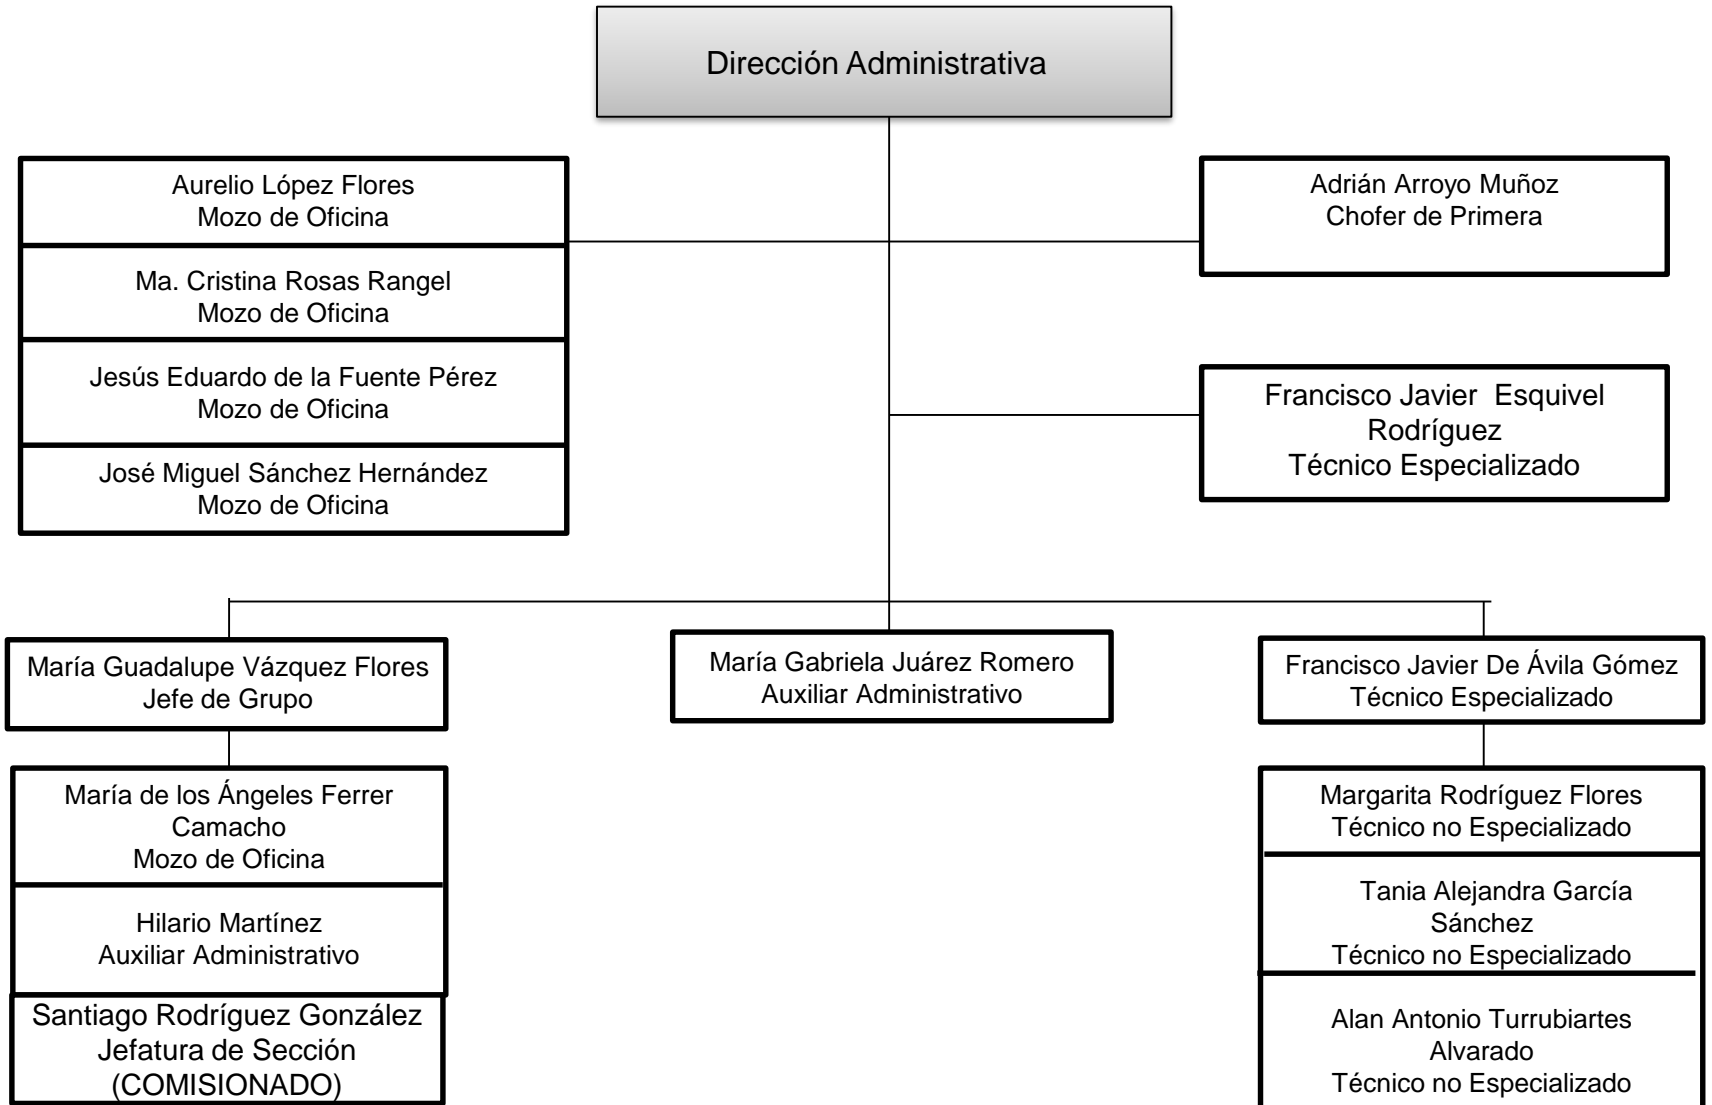 Dirección Administrativa
Aurelio López Flores
Mozo de Oficina
Ma. Cristina Rosas Rangel
Mozo de Oficina
Jesús Eduardo de la Fuente Pérez
Mozo de Oficina
José Miguel Sánchez Hernández
Mozo de Oficina
Adrián Arroyo Muñoz
Chofer de Primera
Francisco Javier  Esquivel
Rodríguez
Técnico Especializado
María Guadalupe Vázquez Flores
Jefe de Grupo
María Gabriela Juárez Romero
Auxiliar Administrativo
Francisco Javier De Ávila Gómez
Técnico Especializado
María de los Ángeles Ferrer
Camacho
Mozo de Oficina
Hilario Martínez
Auxiliar Administrativo
Santiago Rodríguez González
Jefatura de Sección
(COMISIONADO)
Margarita Rodríguez Flores
Técnico no Especializado
Tania Alejandra García
Sánchez
Técnico no Especializado
Alan Antonio Turrubiartes
Alvarado
Técnico no Especializado